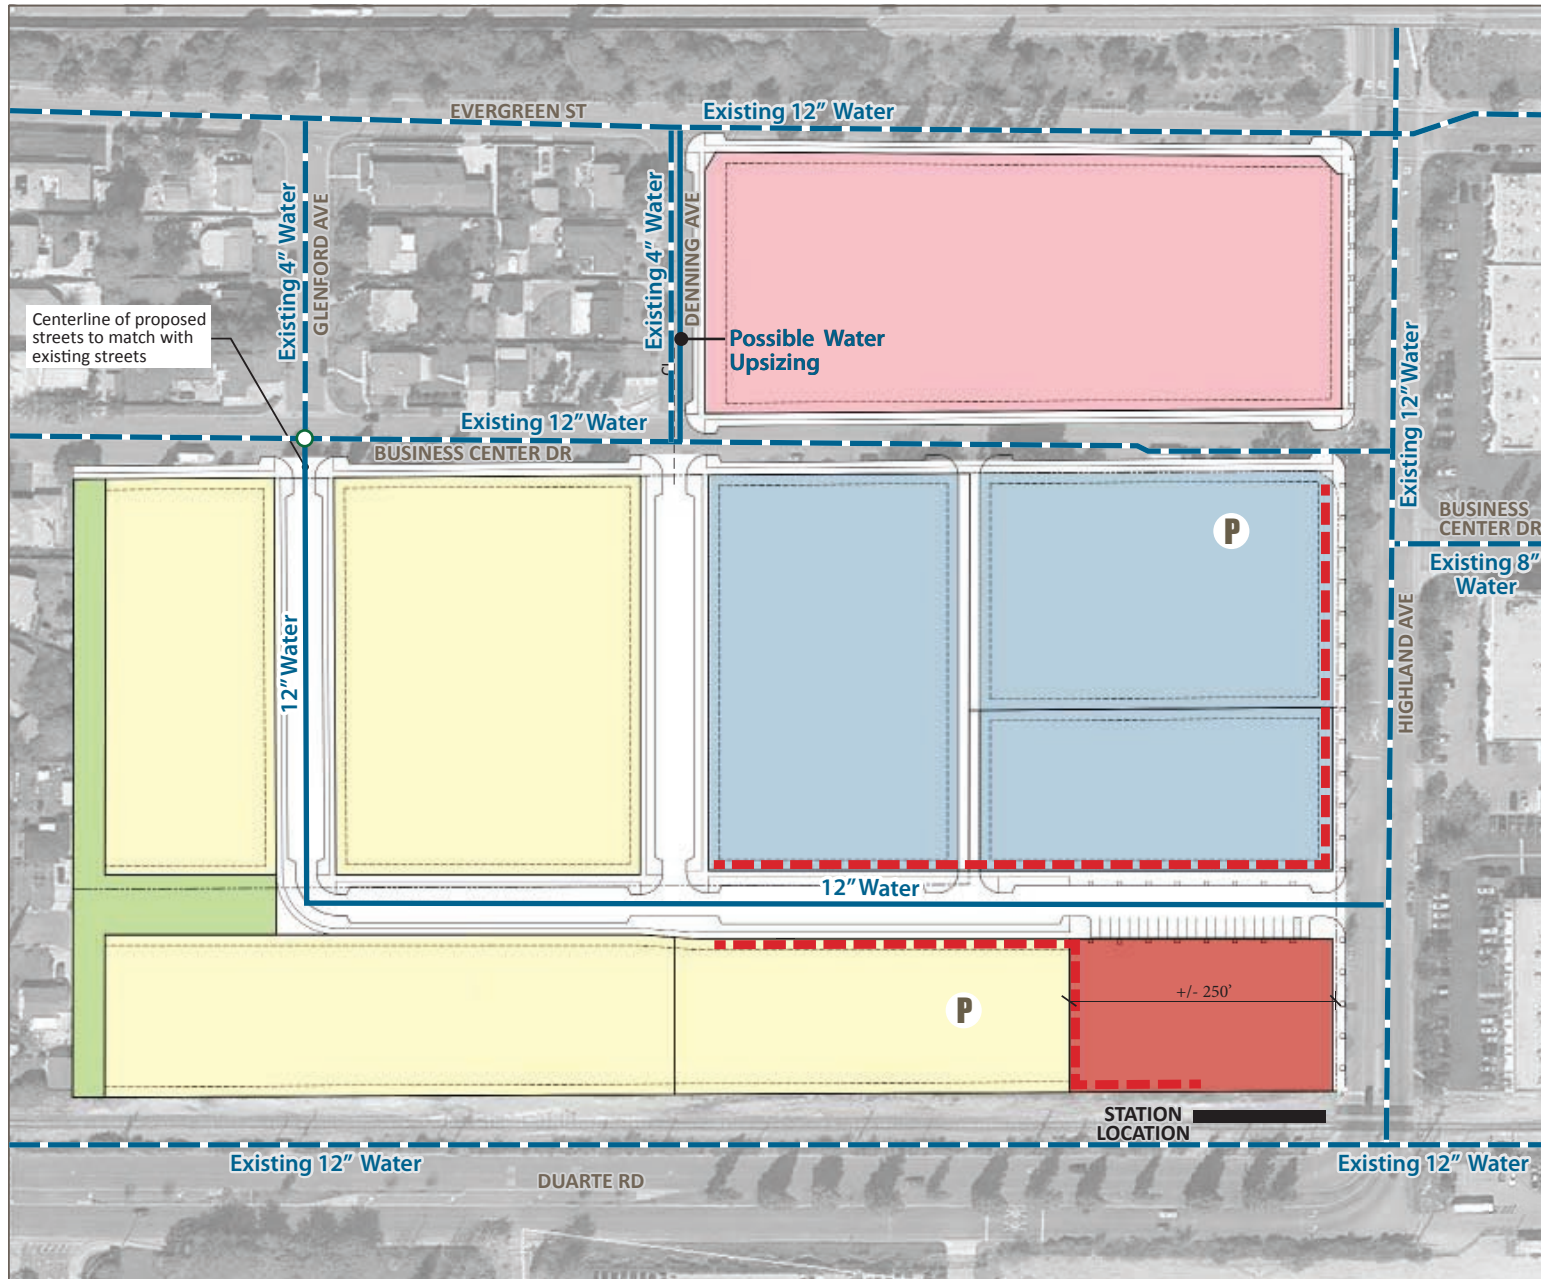 EVERGREEN ST
Existing 12" Water
Existing 4" Water
GLENFORD AVE
Existing 4" Water
DENNING AVE
Centerline of proposed
streets to match with
existing streets
Possible Water
Upsizing
CI
Existing 12" Water
BUSINESS CENTER DR
Existing 12" Water
BUSINESS
CENTER DR
Existing 8"
Water
P
HIGHLAND AVE
12" Water
12" Water
+/- 250'
P
STATION
LOCATION
Existing 12" Water
Existing 12" Water
DUARTE RD